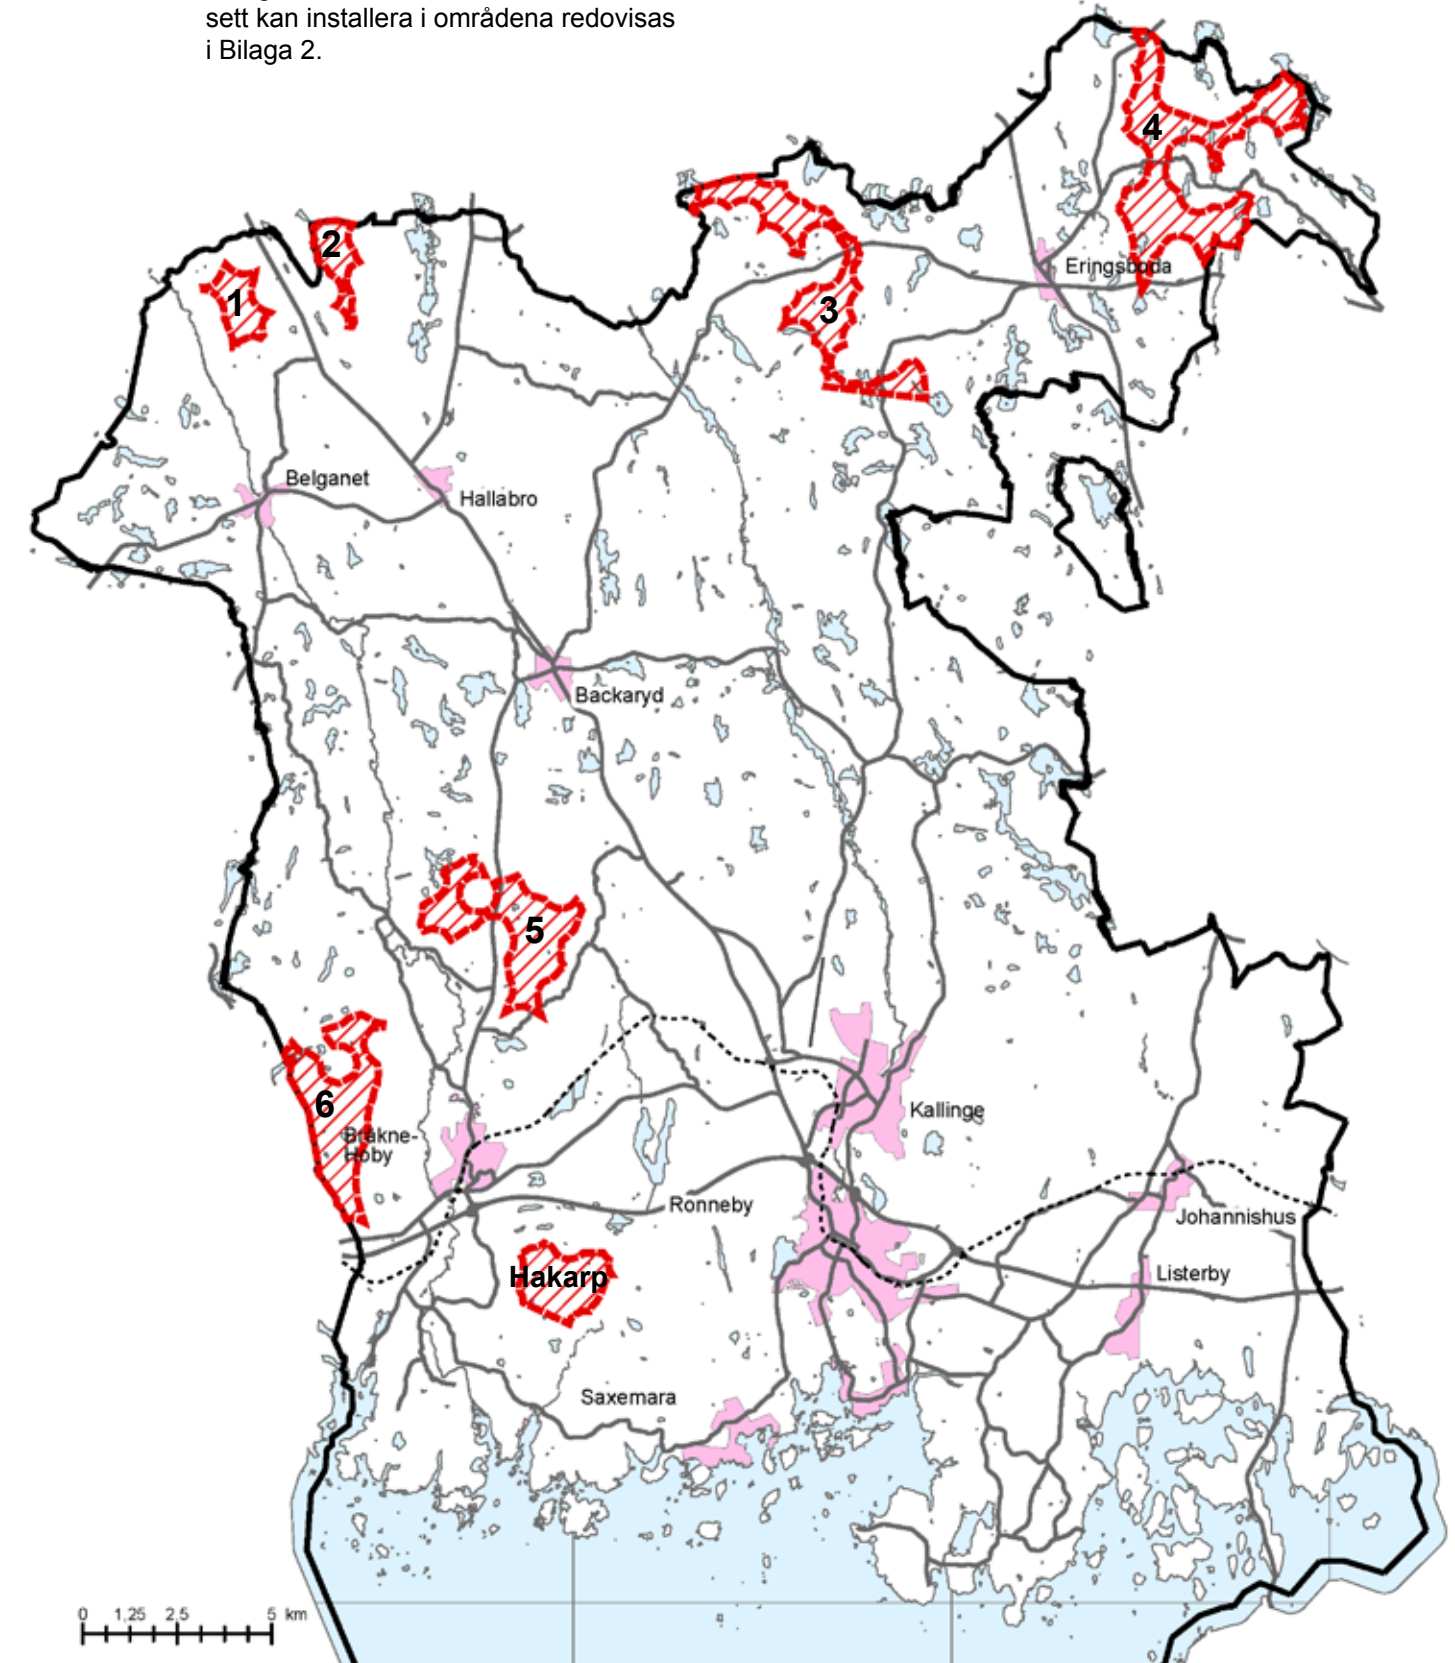 sett kan installera i områdena redovisas
i Bilaga 2.
4
2
Eringsboda
1
3
Belganet
Hallabro
Backaryd
5
6
Kallinge
Bräkne-
Hoby
Ronneby
Johannishus
Hakarp
Listerby
Saxemara
0 1,25 2,5 5 km